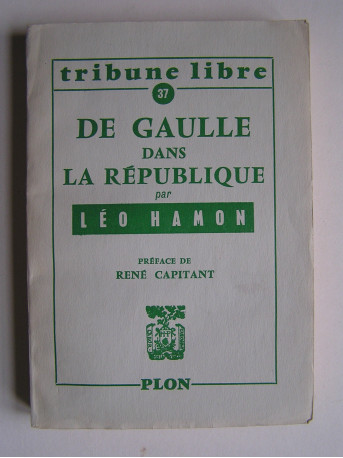 tribune libre
37
DE GAULLE
DANS
LA RÉPUBLIQUE
par
LÉO HAMON
PRÉFACE DE
RENÉ CAPITANT
PLON